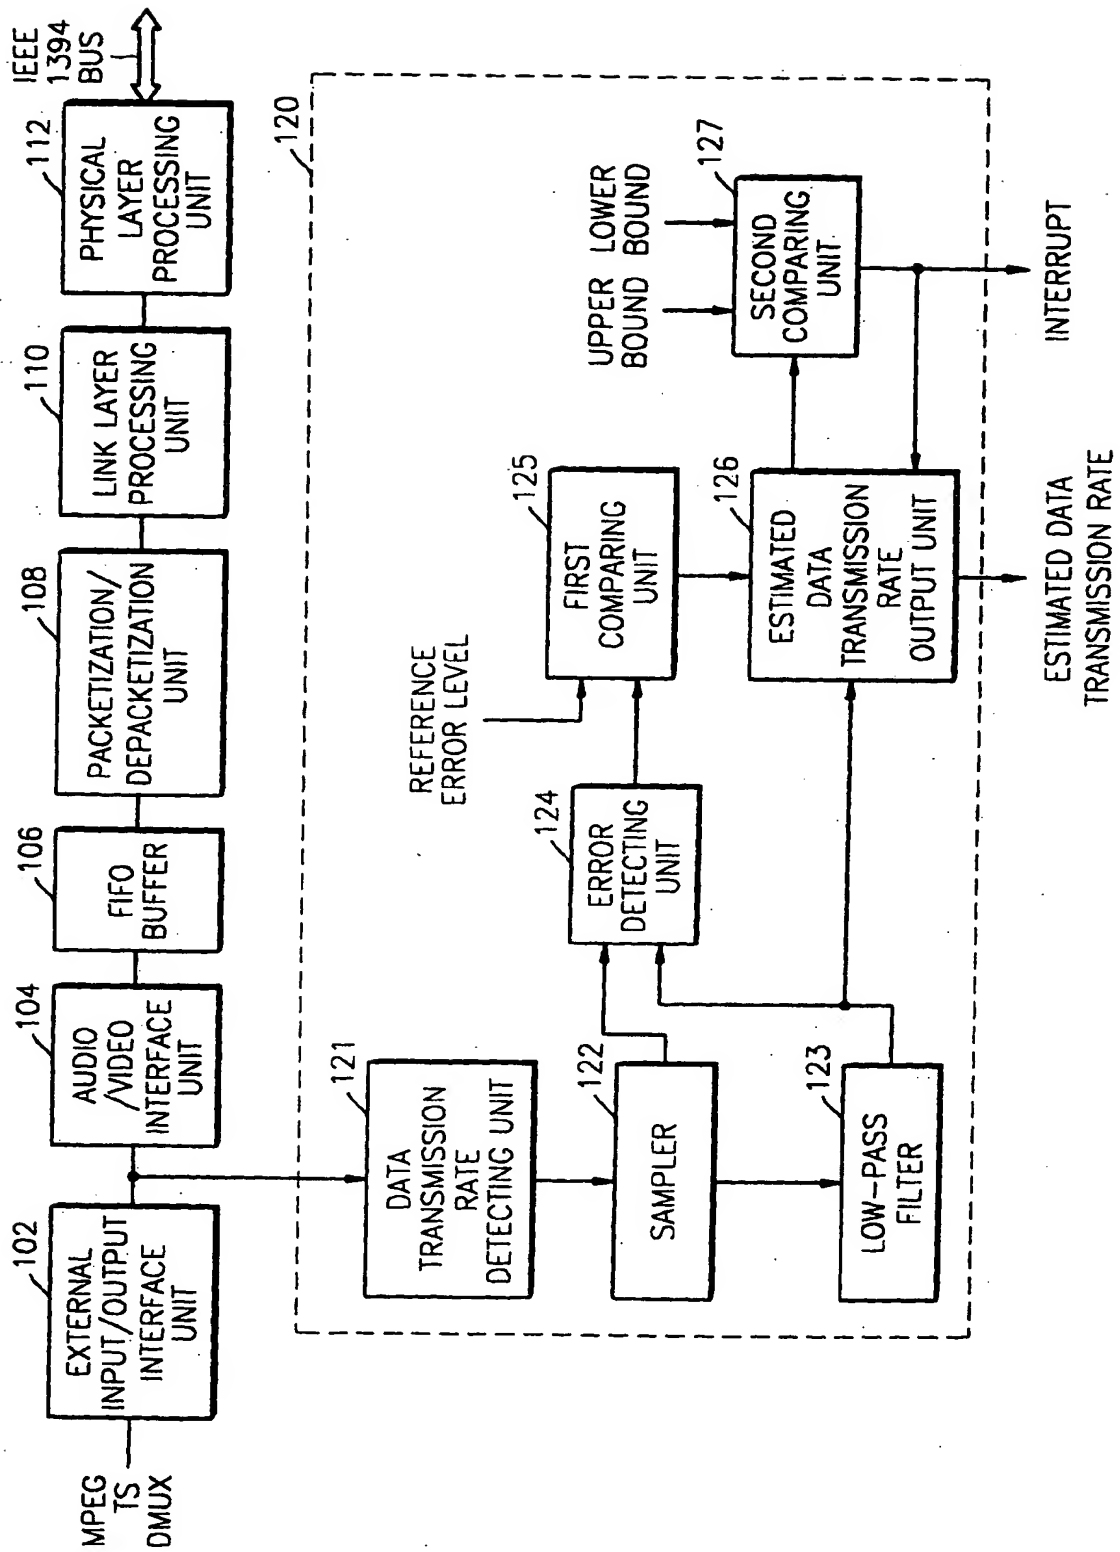 MPEG
TS
DMUX
102
EXTERNAL
INPUT/OUTPUT
INTERFACE
UNIT
104
AUDIO
/VIDEO
INTERFACE
UNIT
106
FIFO
BUFFER
108
PACKETIZATION/
DEPACKETIZATION
UNIT
110
LINK LAYER
PROCESSING
UNIT
112
PHYSICAL
LAYER
PROCESSING
UNIT
IEEE
1394
BUS
120
121
DATA
TRANSMISSION
RATE
DETECTING UNIT
122
SAMPLER
123
LOW-PASS
FILTER
124
ERROR
DETECTING
UNIT
REFERENCE
ERROR LEVEL
125
FIRST
COMPARING
UNIT
126
ESTIMATED
DATA
TRANSMISSION
RATE
OUTPUT UNIT
UPPER
BOUND
LOWER
BOUND
127
SECOND
COMPARING
UNIT
ESTIMATED DATA
TRANSMISSION RATE
INTERRUPT